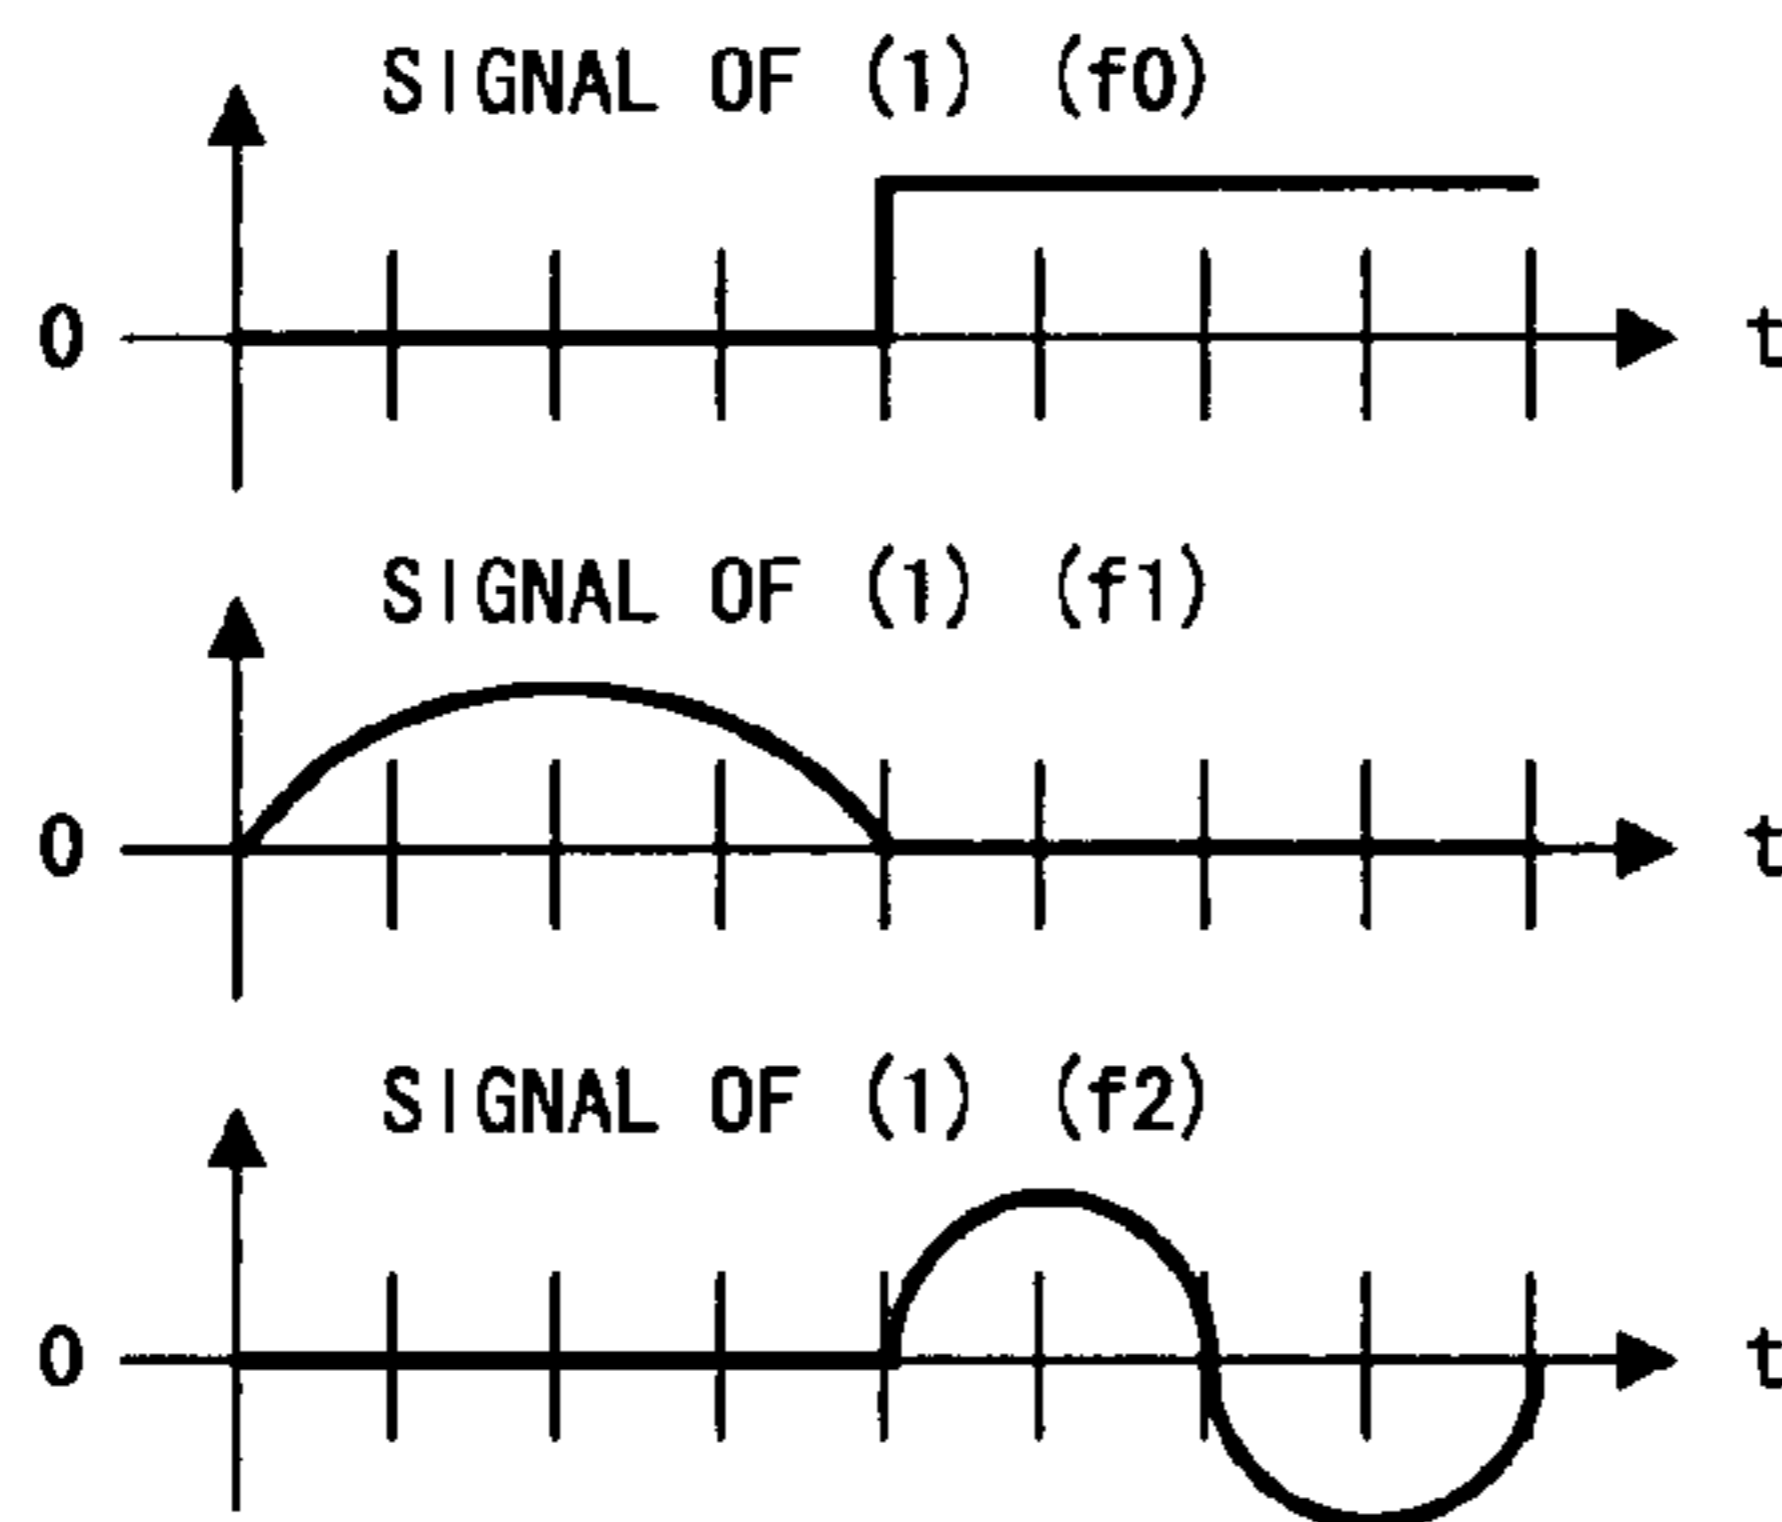 SIGNAL OF (1) (f0)
0 t
SIGNAL OF (1) (f1)
0 t
SIGNAL OF (1) (f2)
0 t